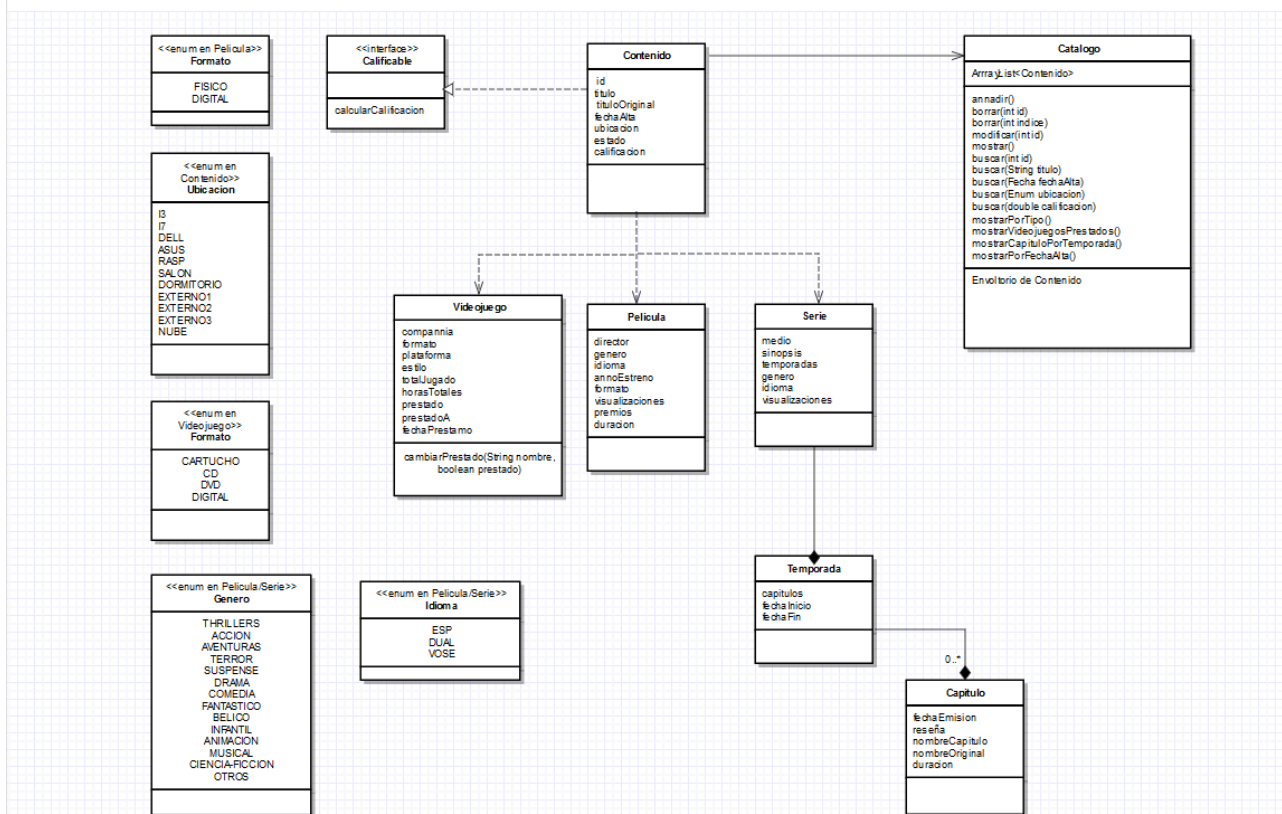 <<enum en Pelicula>>
Formato
FISICO
DIGITAL
<<interface>>
Calificable
calcularCalificacion
Contenido
id
titulo
tituloOriginal
fechaAlta
ubicacion
estado
calificacion
Catalogo
ArrrayList<Contenido>
annadir()
borrar(int id)
borrar(int indice)
modificar(int id)
mostrar()
buscar(int id)
buscar(String titulo)
buscar(Fecha fechaAlta)
buscar(Enum ubicacion)
buscar(double calificacion)
mostrarPorTipo()
mostrarVideojuegosPrestados()
mostrarCapituloPorTemporada()
mostrarPorFechaAlta()
Envoltorio de Contenido
<<enum en
Contenido>>
Ubicacion
I3
I7
DELL
ASUS
RASP
SALON
DORMITORIO
EXTERNO1
EXTERNO2
EXTERNO3
NUBE
Videojuego
compannia
formato
plataforma
estilo
totalJugado
horasTotales
prestado
prestadoA
fechaPrestamo
cambiarPrestado(String nombre,
boolean prestado)
Pelicula
director
genero
idioma
annoEstreno
formato
visualizaciones
premios
duracion
Serie
medio
sinopsis
temporadas
genero
idioma
visualizaciones
<<enum en
Videojuego>>
Formato
CARTUCHO
CD
DVD
DIGITAL
<<enum en Pelicula/Serie>>
Genero
THRILLERS
ACCION
AVENTURAS
TERROR
SUSPENSE
DRAMA
COMEDIA
FANTASTICO
BELICO
INFANTIL
ANIMACION
MUSICAL
CIENCIA-FICCION
OTROS
<<enum en Pelicula/Serie>>
Idioma
ESP
DUAL
VOSE
Temporada
capitulos
fechaInicio
fechaFin
0..*
Capitulo
fechaEmision
reseña
nombreCapitulo
nombreOriginal
duracion